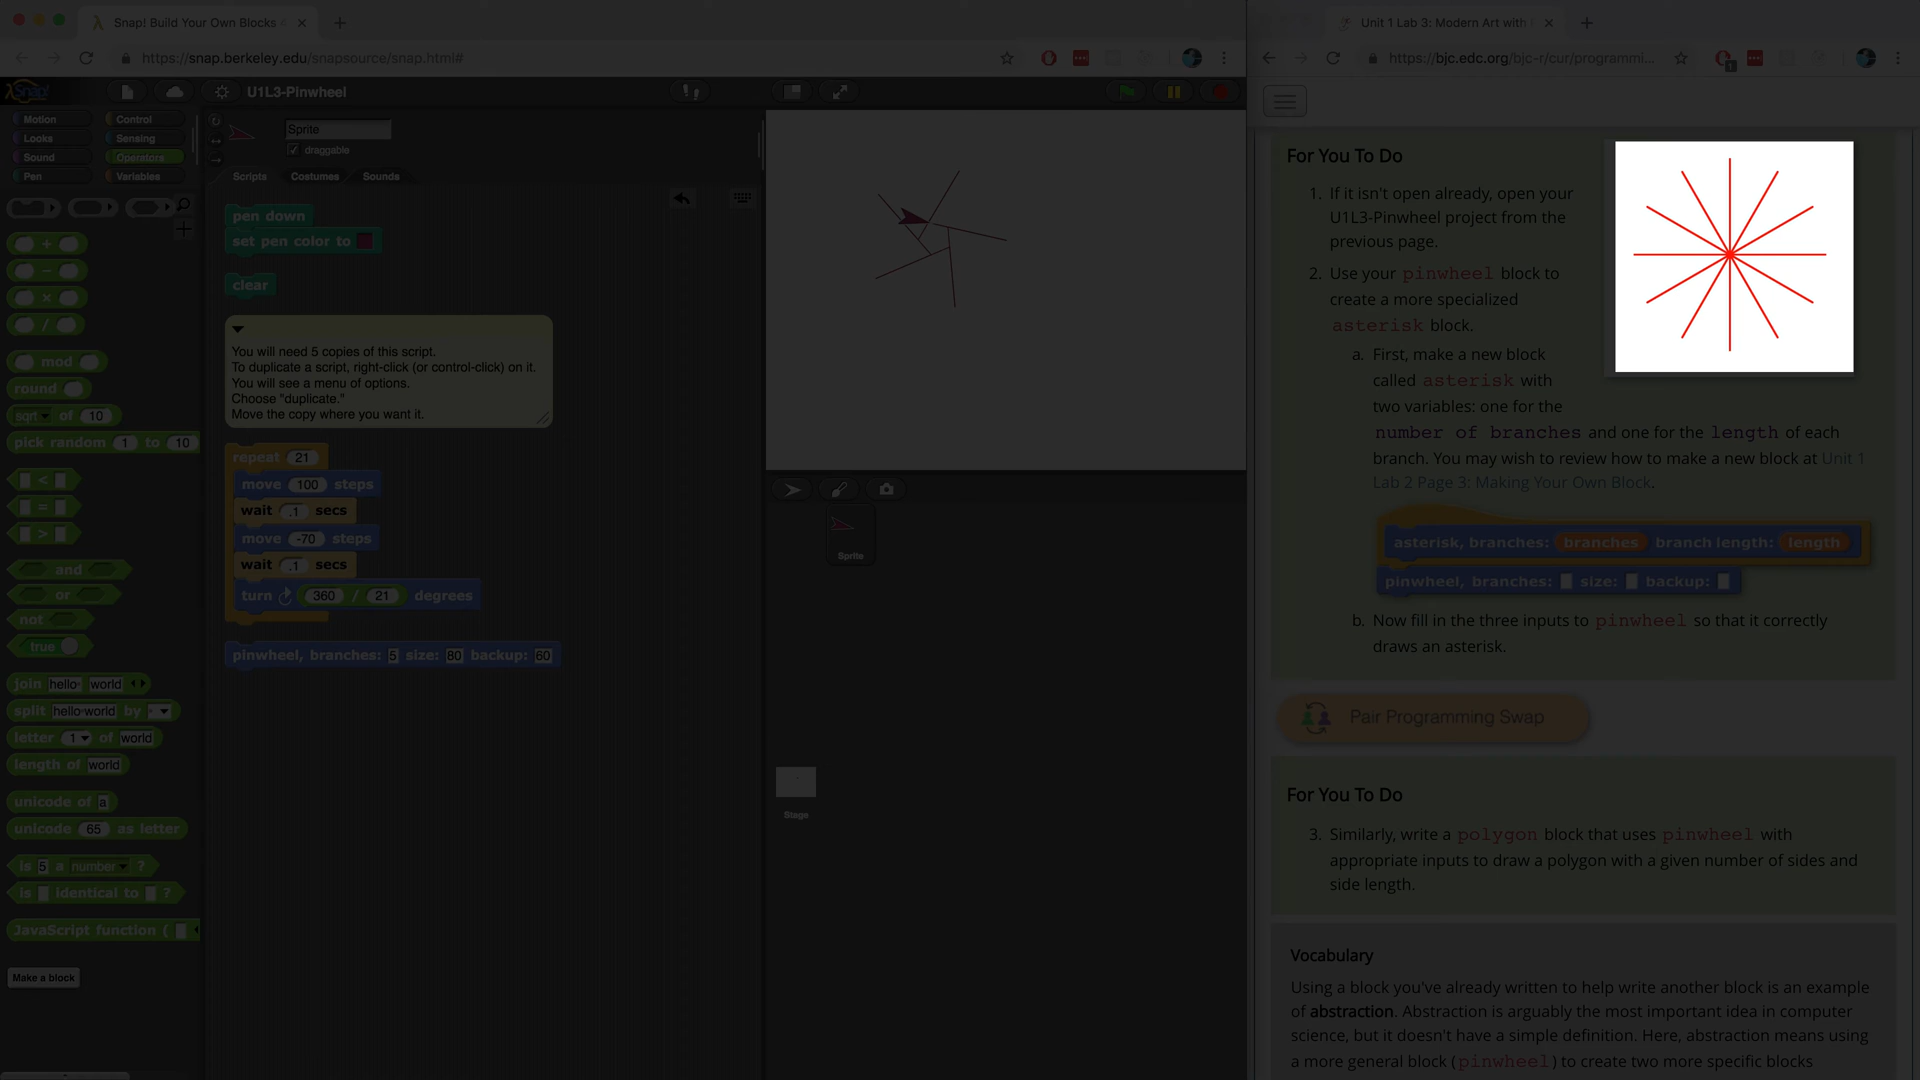 Snap! Build Your Own Blocks
https://snap.berkeley.edu/snapsource/snap.html#
Snap!
U1L3-Pinwheel
Motion
Control
Looks
Sensing
Sound
Operators
Pen
Variables
+
−
×
/
mod
round
sqrt of 10
pick random 1 to 10
<
=
>
and
or
not
true
join hello world
split hello world by
letter 1 of world
length of world
unicode of a
unicode 65 as letter
is 5 a number ?
is identical to ?
JavaScript function (
Make a block
Sprite
draggable
Scripts
Costumes
Sounds
pen down
set pen color to
clear
You will need 5 copies of this script.
To duplicate a script, right-click (or control-click) on it.
You will see a menu of options.
Choose "duplicate."
Move the copy where you want it.
repeat 21
move 100 steps
wait .1 secs
move -70 steps
wait .1 secs
turn 360 / 21 degrees
pinwheel, branches: 5 size: 80 backup: 60
Sprite
Stage
Unit 1 Lab 3: Modern Art with
https://bjc.edc.org/bjc-r/cur/programmi...
1
For You To Do
1. If it isn't open already, open your
U1L3-Pinwheel project from the
previous page.
2. Use your pinwheel block to
create a more specialized
asterisk block.
a. First, make a new block
called asterisk with
two variables: one for the
number of branches and one for the length of each
branch. You may wish to review how to make a new block at Unit 1
Lab 2 Page 3: Making Your Own Block.
asterisk, branches: branches branch length: length
pinwheel, branches: size: backup:
b. Now fill in the three inputs to pinwheel so that it correctly
draws an asterisk.
Pair Programming Swap
For You To Do
3. Similarly, write a polygon block that uses pinwheel with
appropriate inputs to draw a polygon with a given number of sides and
side length.
Vocabulary
Using a block you've already written to help write another block is an example
of abstraction. Abstraction is arguably the most important idea in computer
science, but it doesn't have a simple definition. Here, abstraction means using
a more general block (pinwheel) to create two more specific blocks